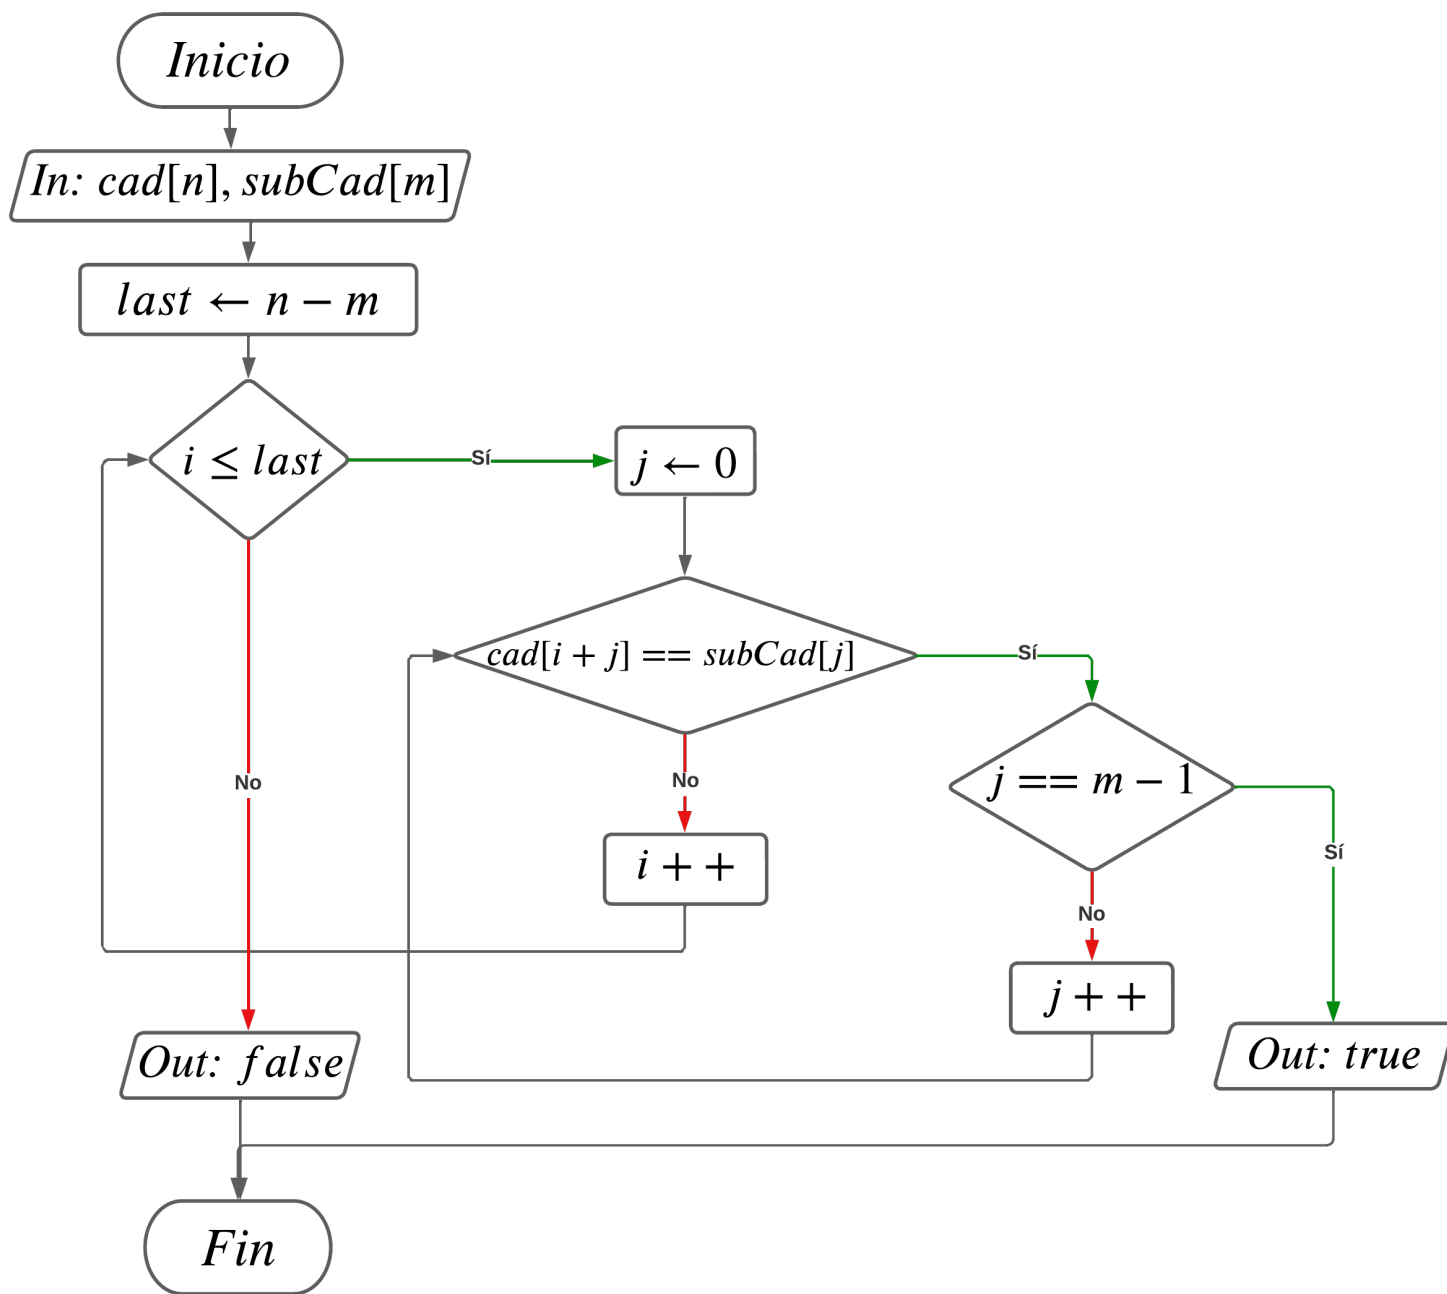 Inicio
In: cad[n], subCad[m]
last ← n − m
i ≤ last
Sí
j ← 0
cad[i + j] == subCad[j]
Sí
No
No
j == m − 1
Sí
i + +
No
j + +
Out: false
Out: true
Fin